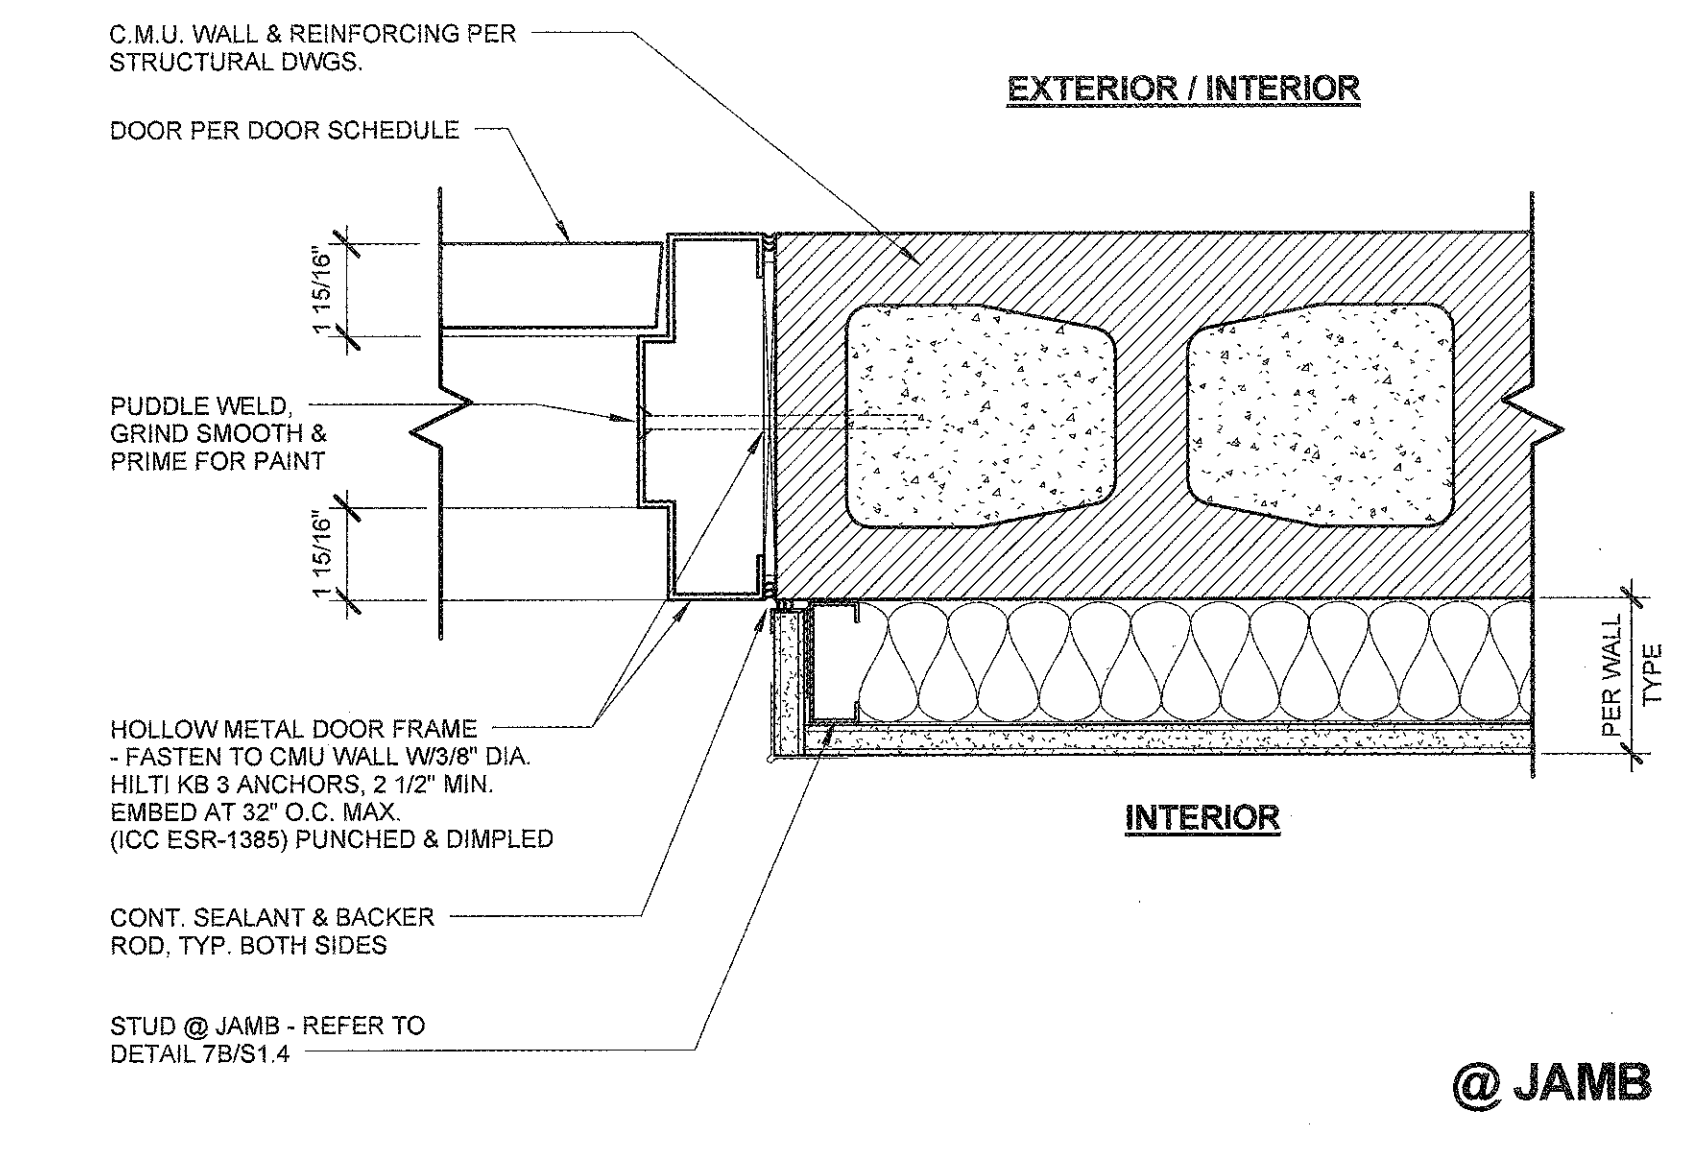 C.M.U. WALL & REINFORCING PER
STRUCTURAL DWGS.
EXTERIOR / INTERIOR
DOOR PER DOOR SCHEDULE
1 15/16"
PUDDLE WELD,
GRIND SMOOTH &
PRIME FOR PAINT
1 15/16"
PER WALL
TYPE
HOLLOW METAL DOOR FRAME
- FASTEN TO CMU WALL W/3/8" DIA.
HILTI KB 3 ANCHORS, 2 1/2" MIN.
EMBED AT 32" O.C. MAX.
(ICC ESR-1385) PUNCHED & DIMPLED
INTERIOR
CONT. SEALANT & BACKER
ROD, TYP. BOTH SIDES
STUD @ JAMB - REFER TO
DETAIL 7B/S1.4
@ JAMB